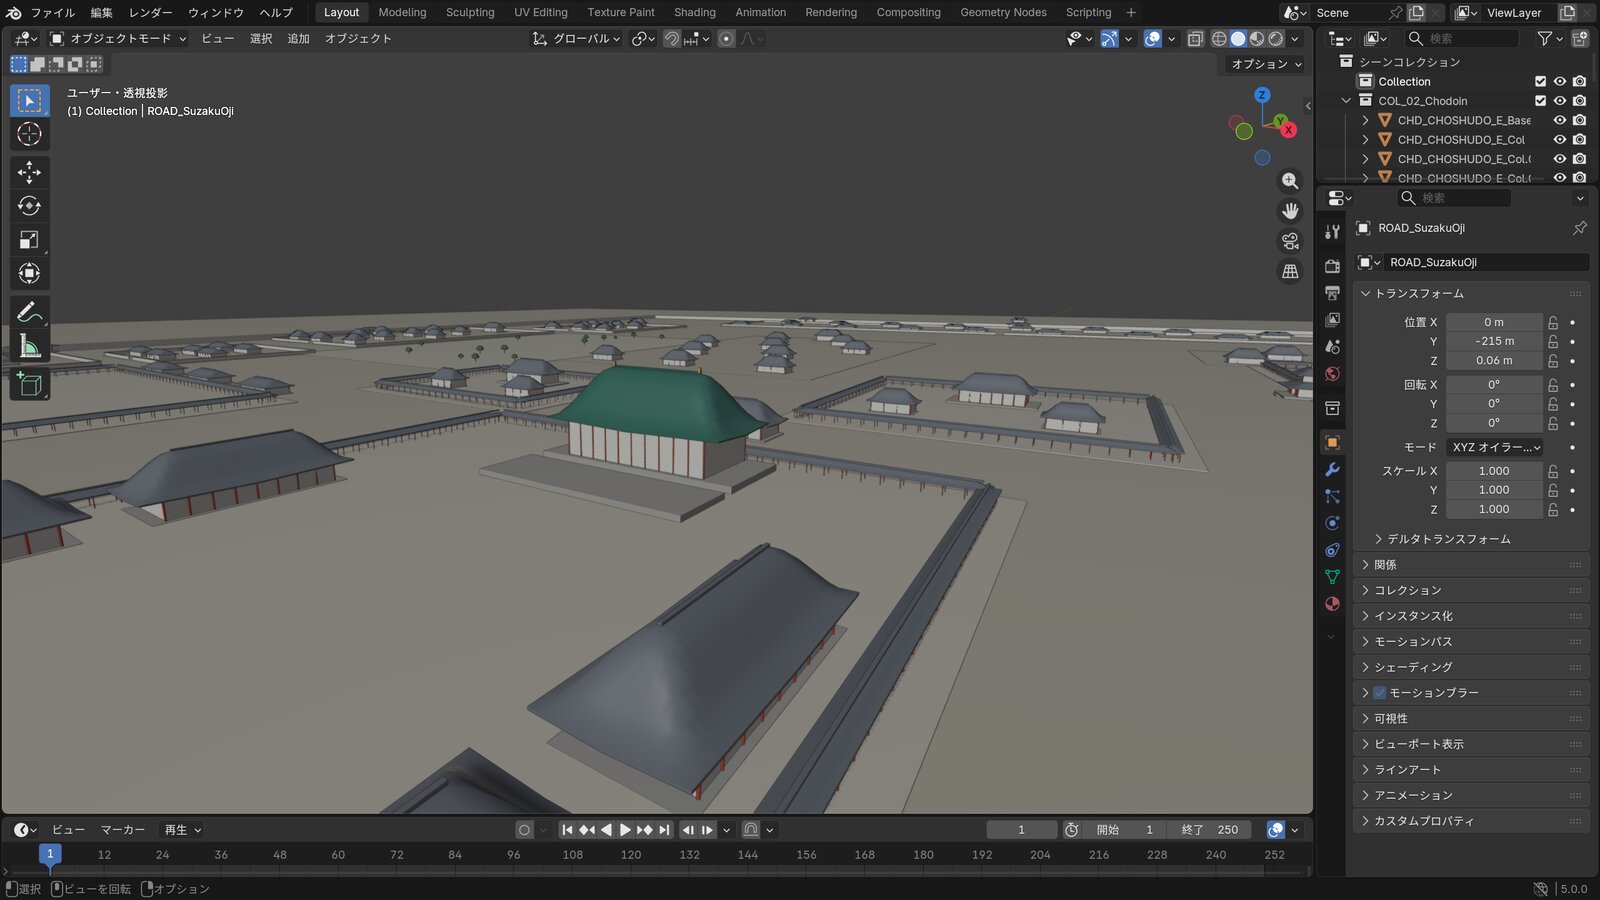 ファイル 編集 レンダー ウィンドウ ヘルプ Layout Modeling Sculpting UV Editing Texture Paint Shading Animation Rendering Compositing Geometry Nodes Scripting + Scene ViewLayer
オブジェクトモード ビュー 選択 追加 オブジェクト グローバル 検索
オプション
ユーザー・透視投影
(1) Collection | ROAD_SuzakuOji
Z
Y
X
シーンコレクション
Collection
COL_02_Chodoin
CHD_CHOSHUDO_E_Base
CHD_CHOSHUDO_E_Col
CHD_CHOSHUDO_E_Col.(
CHD_CHOSHUDO_E_Col.(
検索
ROAD_SuzakuOji
ROAD_SuzakuOji
トランスフォーム
位置 X 0 m
Y -215 m
Z 0.06 m
回転 X 0°
Y 0°
Z 0°
モード XYZ オイラー...
スケール X 1.000
Y 1.000
Z 1.000
デルタトランスフォーム
関係
コレクション
インスタンス化
モーションパス
シェーディング
モーションブラー
可視性
ビューポート表示
ラインアート
アニメーション
カスタムプロパティ
ビュー マーカー 再生 1 開始 1 終了 250
1 12 24 36 48 60 72 84 96 108 120 132 144 156 168 180 192 204 216 228 240 252
選択 ビューを回転 オプション 5.0.0